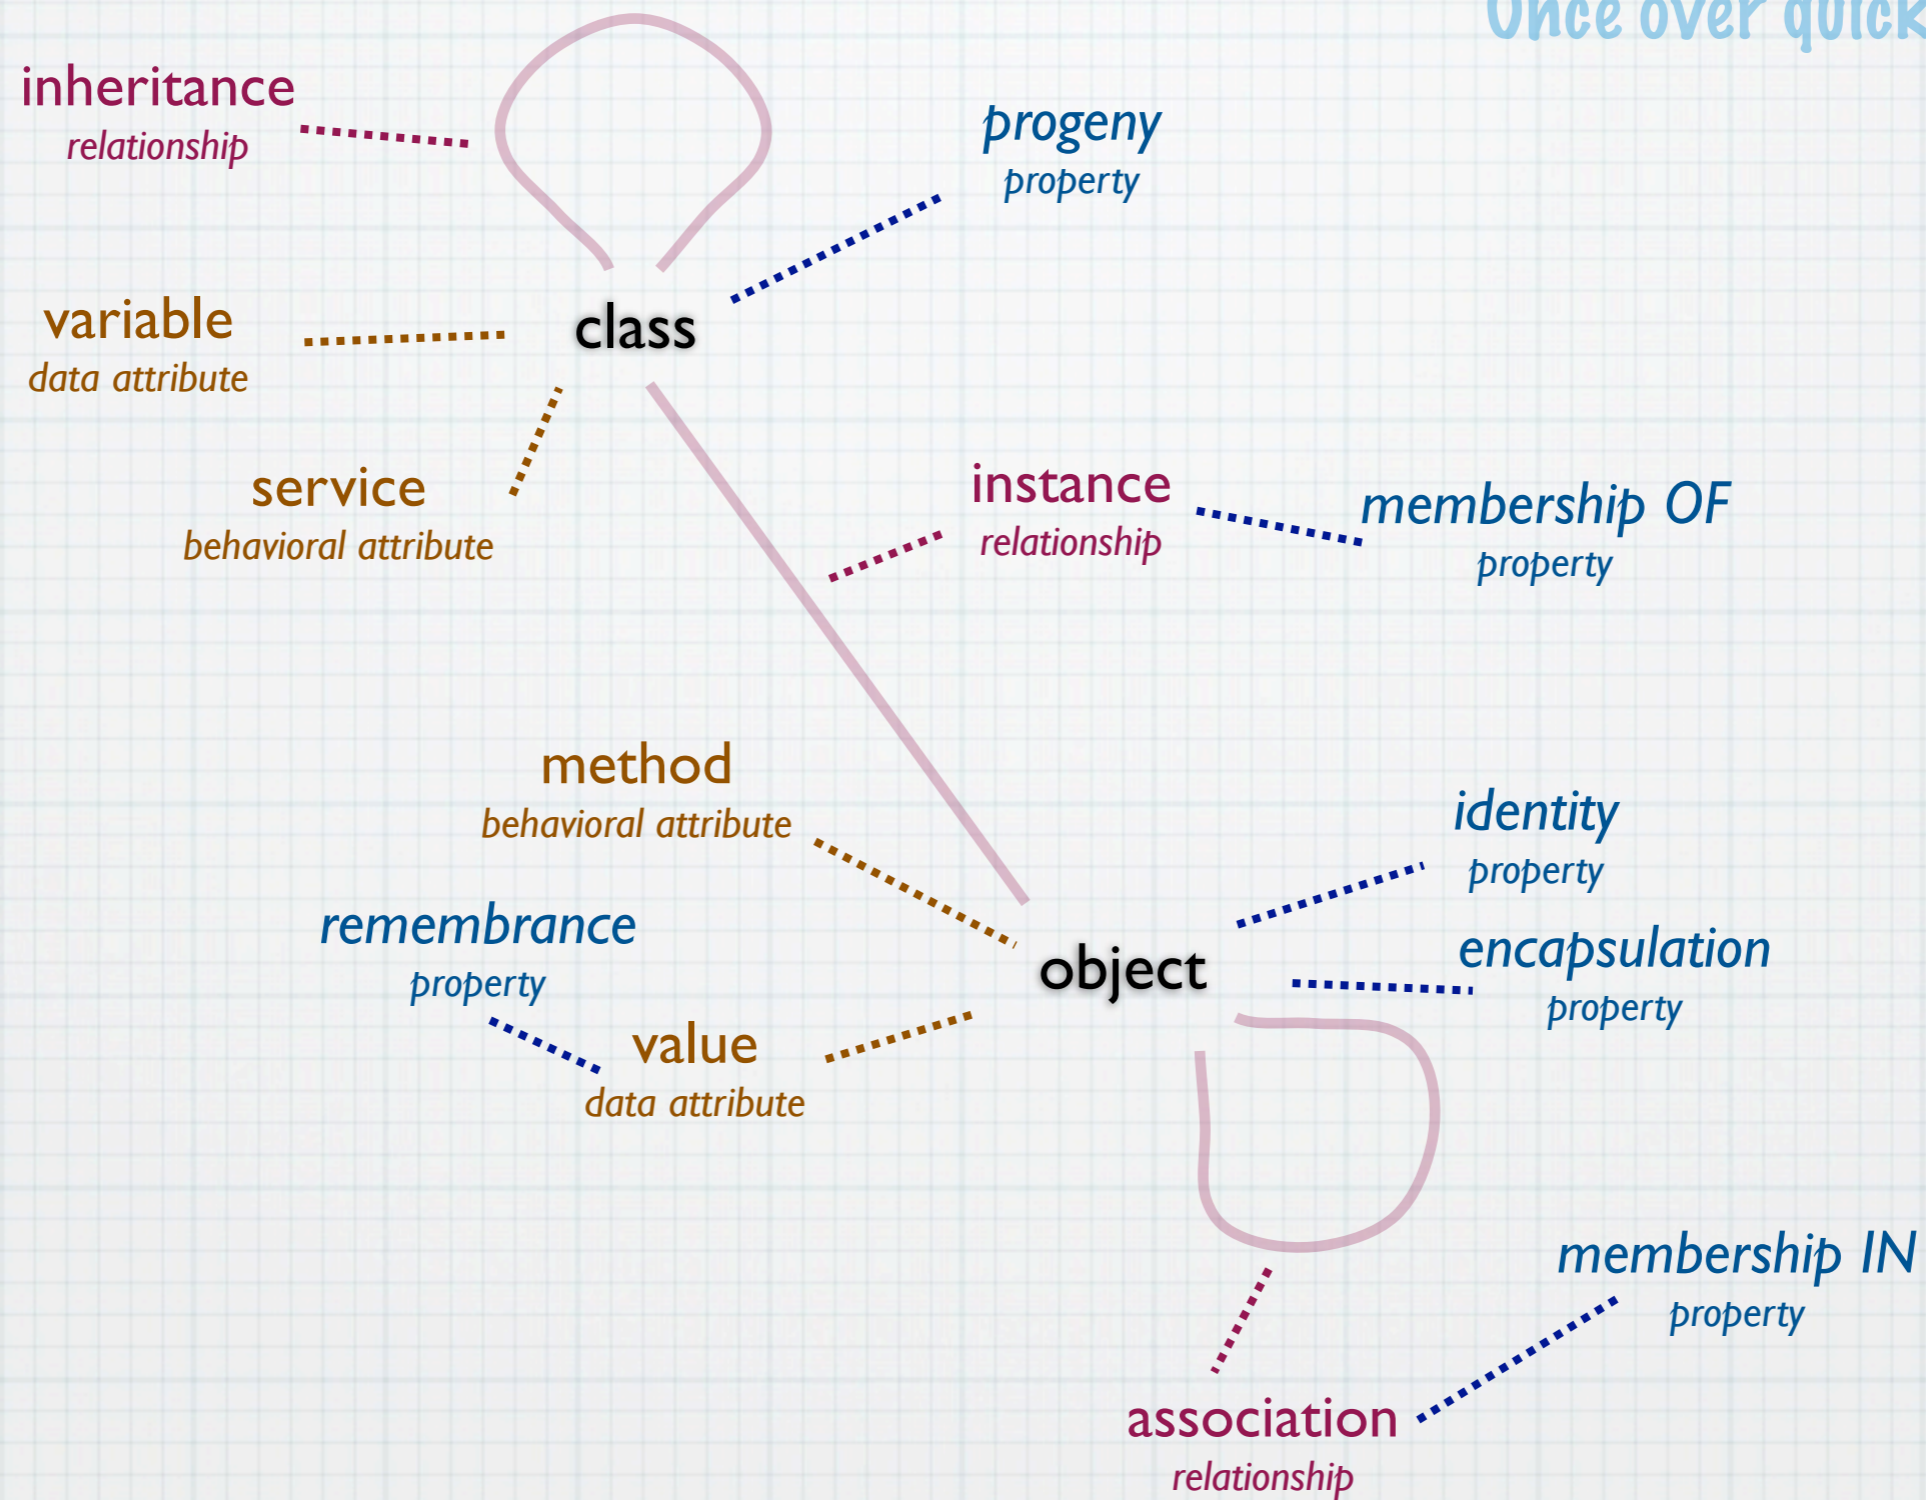 Once over quick
inheritance
relationship
progeny
property
variable
data attribute
class
service
behavioral attribute
instance
relationship
membership OF
property
method
behavioral attribute
identity
property
remembrance
property
encapsulation
property
object
value
data attribute
membership IN
property
association
relationship